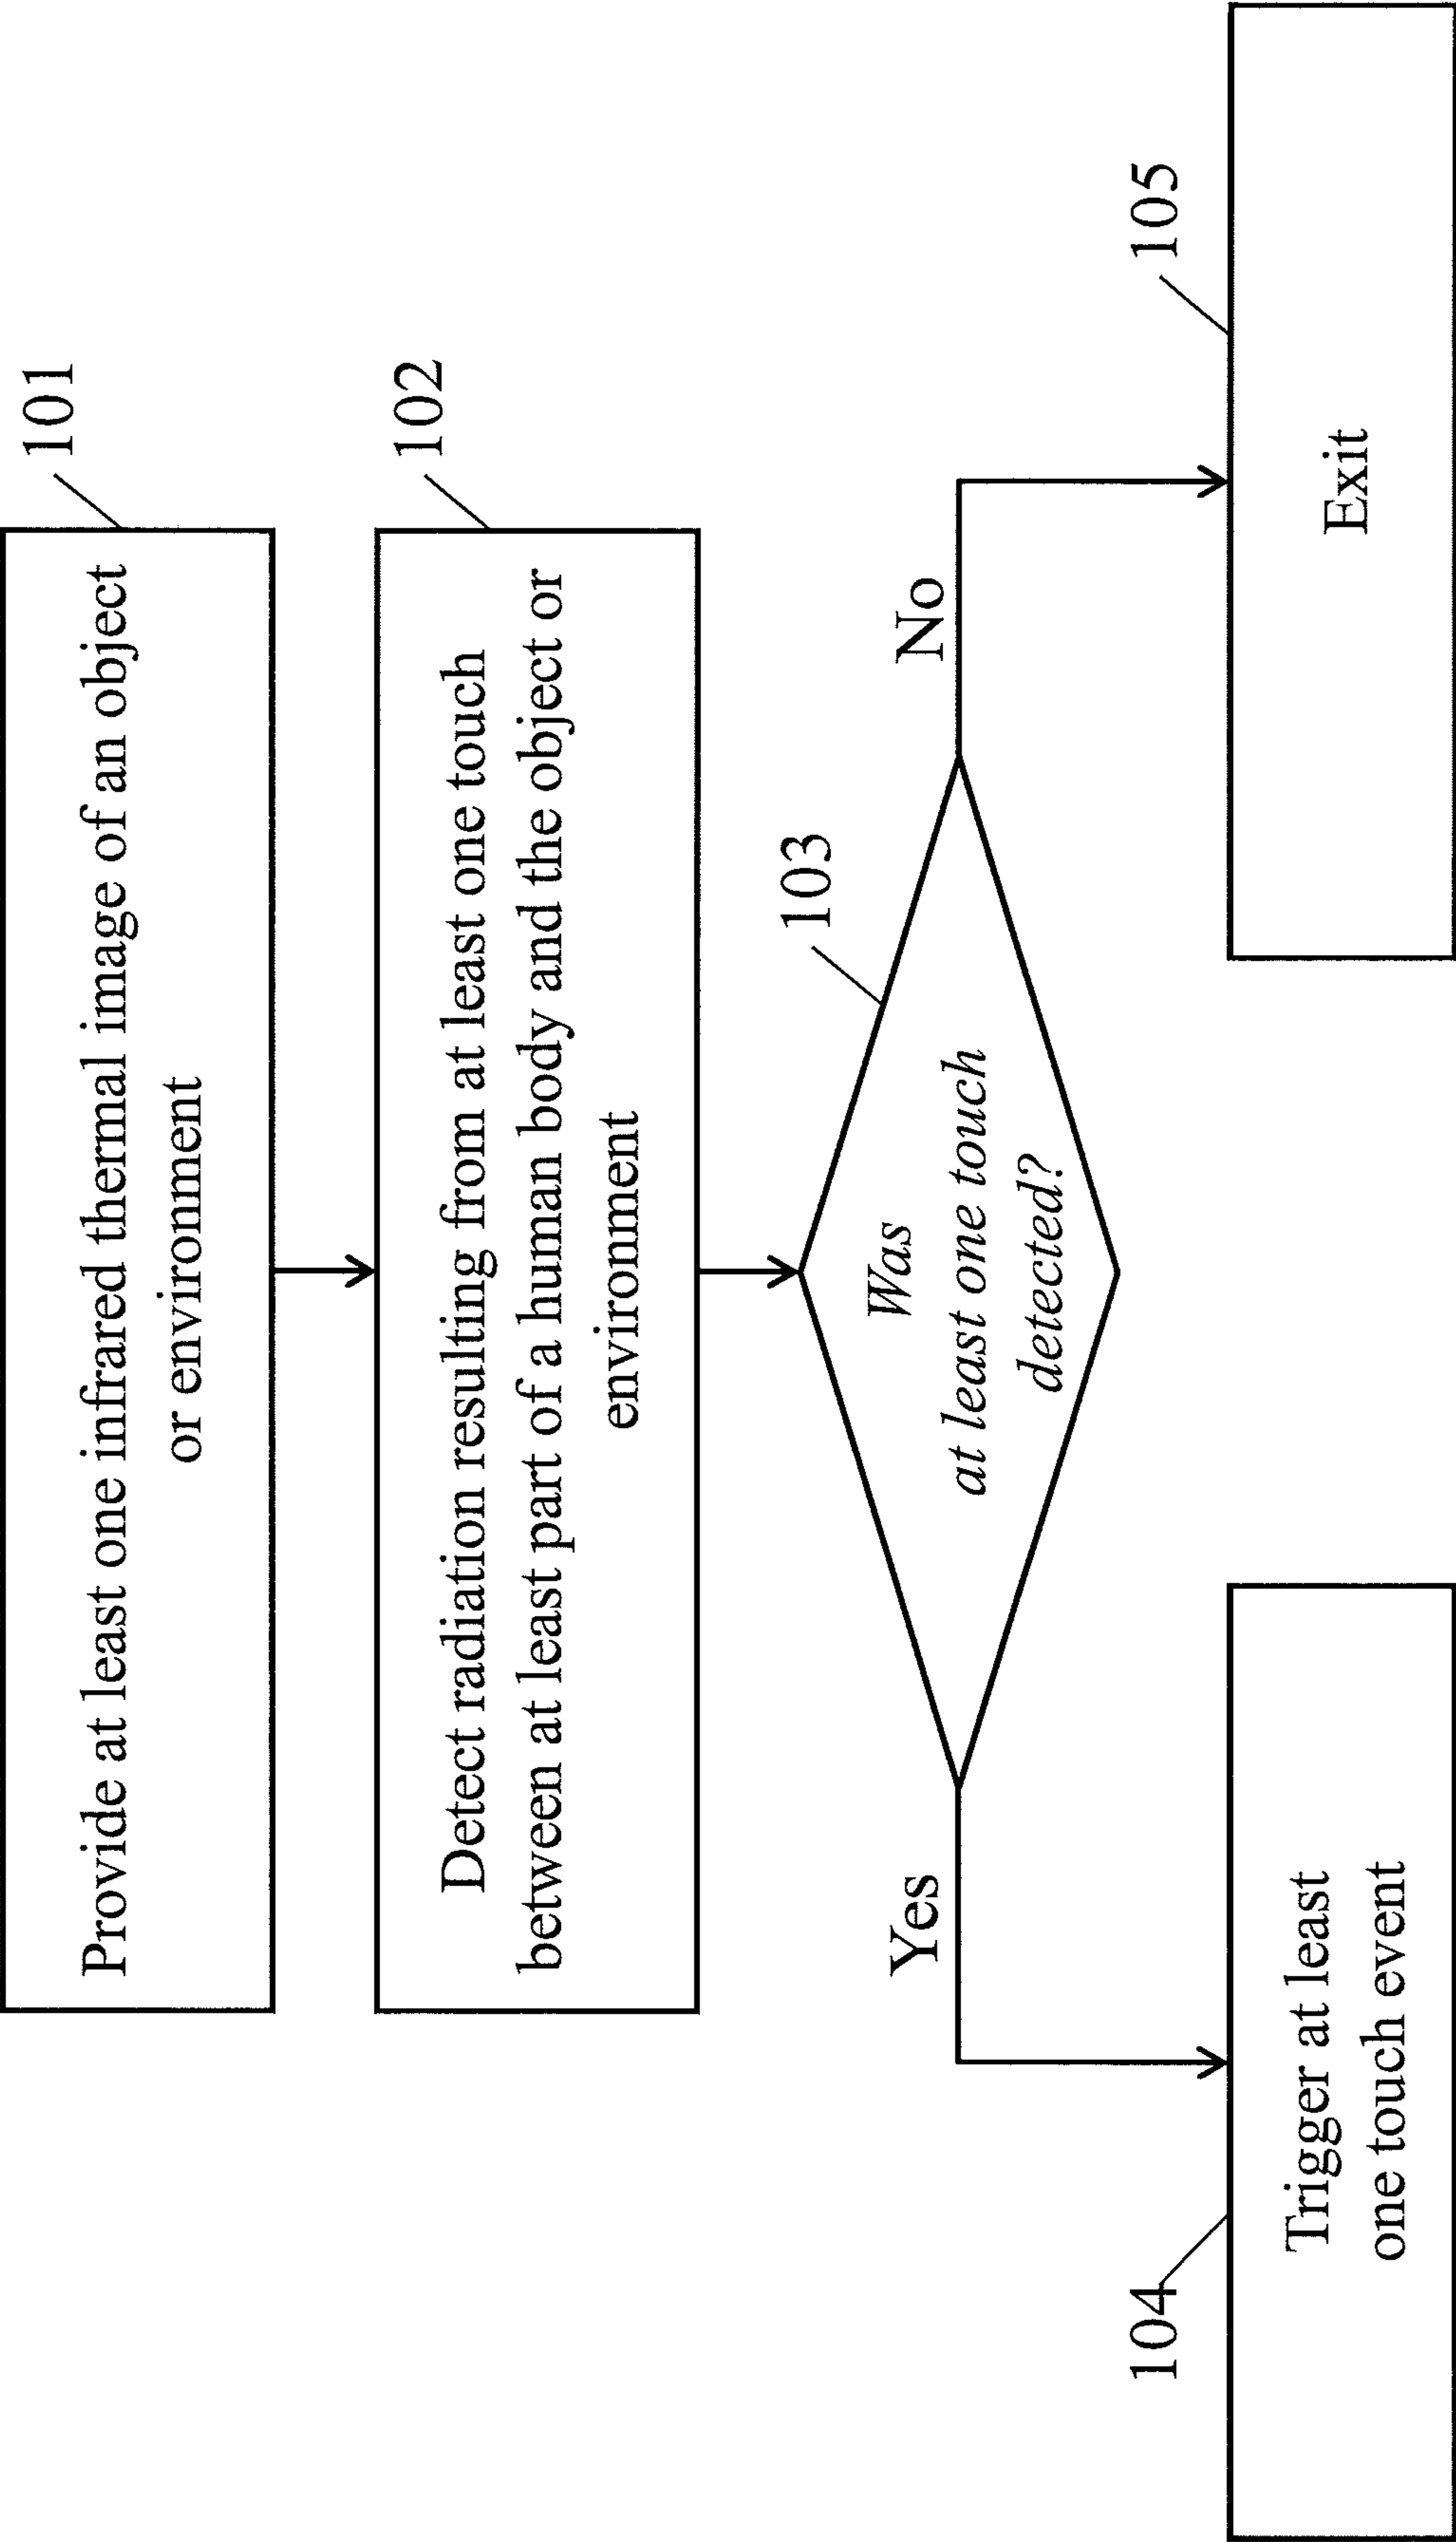 Provide at least one infrared thermal image of an object
or environment
101
Detect radiation resulting from at least one touch
between at least part of a human body and the object or
environment
102
Was
at least one touch
detected?
103
Yes
No
Trigger at least
one touch event
104
Exit
105